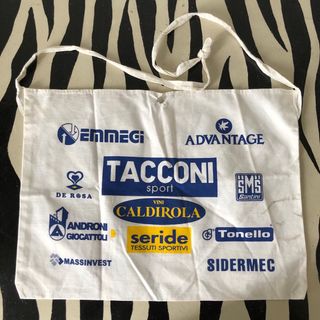 EMMEGI
ADVANTAGE
TACCONI
sport
DE ROSA
SMS
Santini
VINI
CALDIROLA
ANDRONI
GIOCATTOLI
seride
TESSUTI SPORTIVI
Tonello
MASSINVEST
SIDERMEC